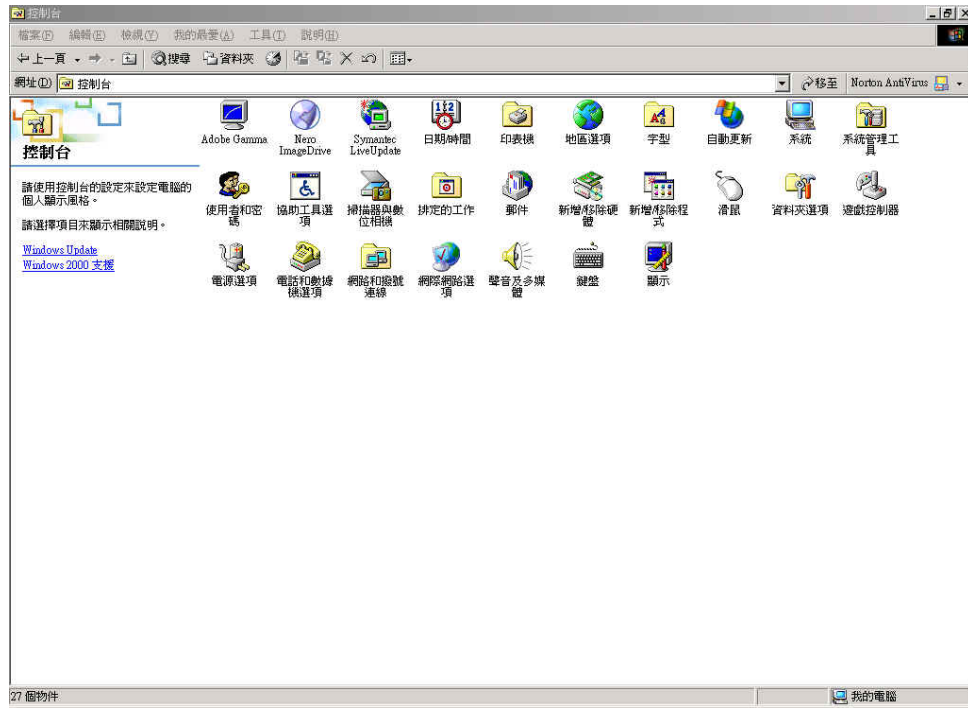 控制台
檔案(F) 編輯(E) 檢視(V) 我的最愛(A) 工具(T) 說明(H)
上一頁 搜尋 資料夾
網址(D) 控制台 移至 Norton AntiVirus
控制台
請使用控制台的設定來設定電腦的
個人顯示風格。
請選擇項目來顯示相關說明。
Windows Update
Windows 2000 支援
Adobe Gamma
Nero
ImageDrive
Symantec
LiveUpdate
日期/時間
印表機
地區選項
字型
自動更新
系統
系統管理工
具
使用者和密
碼
協助工具選
項
掃描器與數
位相機
排定的工作
郵件
新增/移除硬
體
新增/移除程
式
滑鼠
資料夾選項
遊戲控制器
電源選項
電話和數據
機選項
網路和撥號
連線
網際網路選
項
聲音及多媒
體
鍵盤
顯示
27 個物件
我的電腦